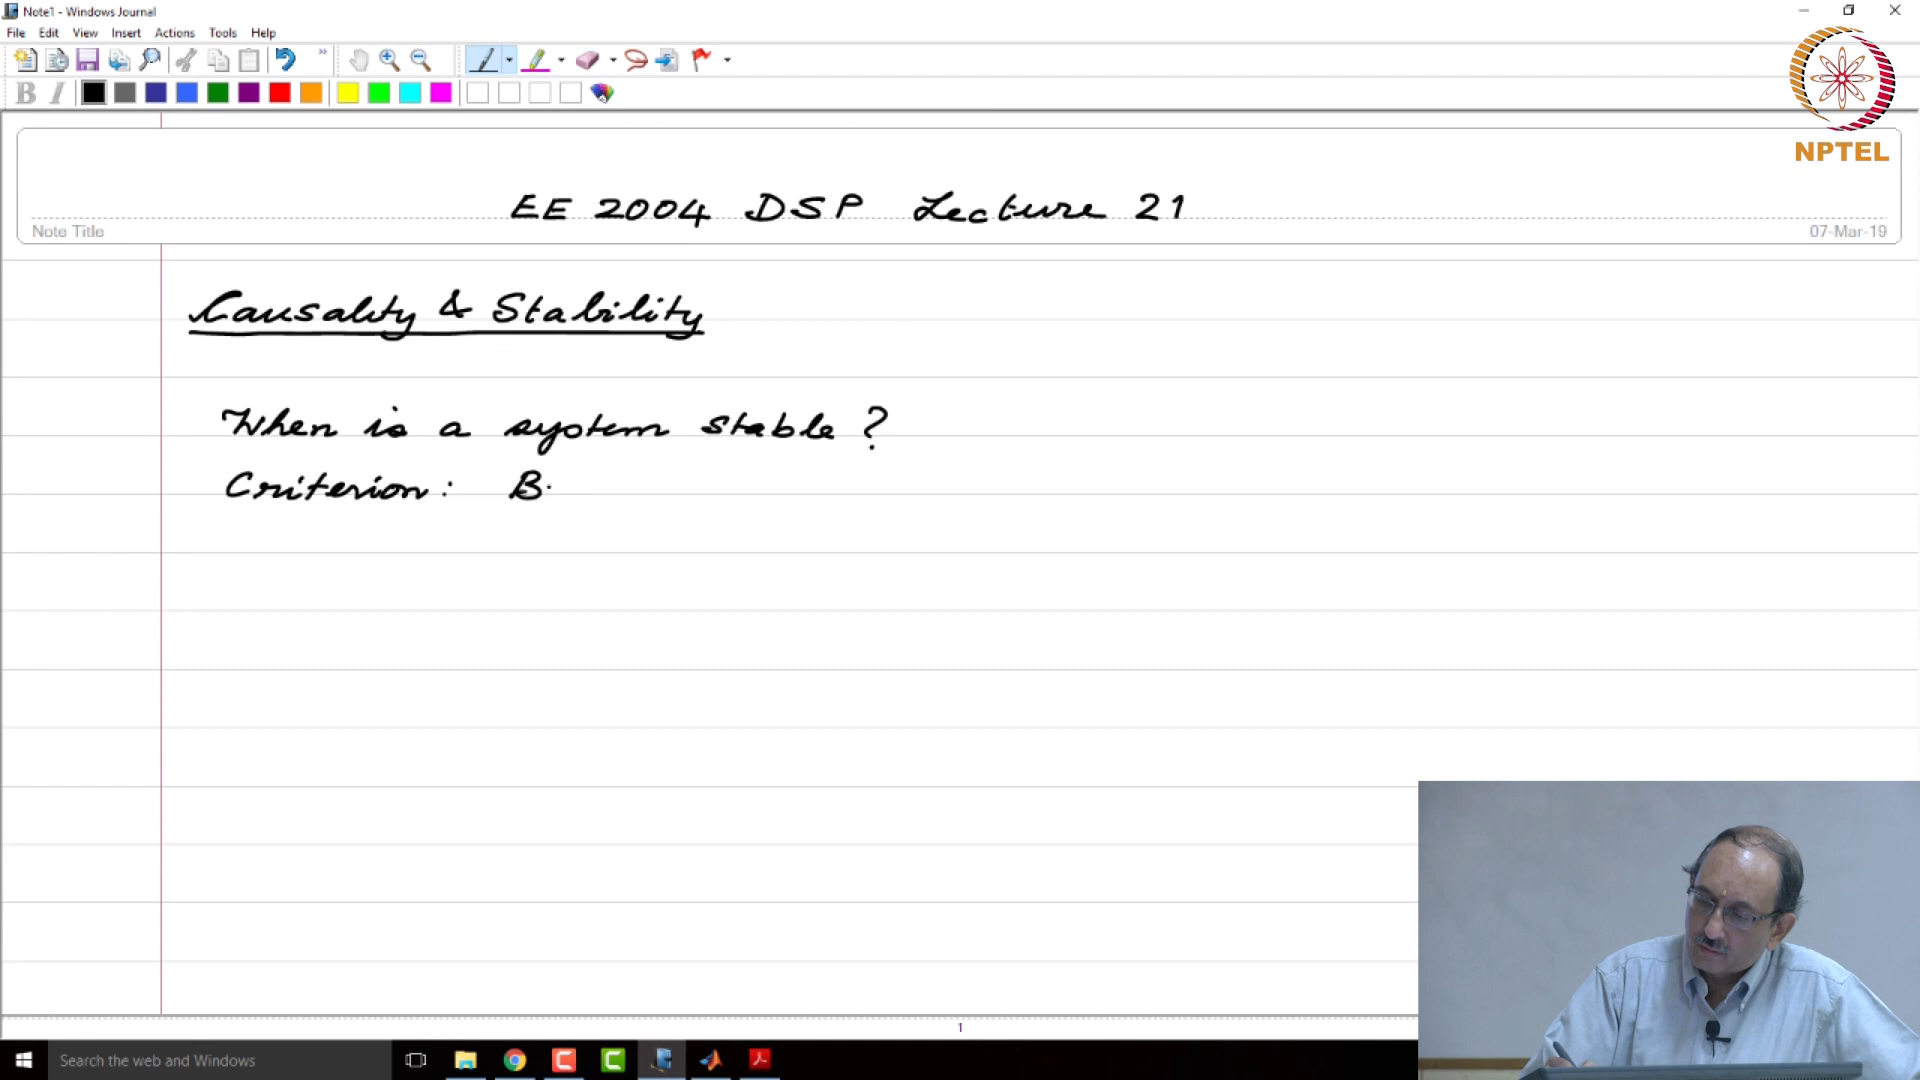 Note1 - Windows Journal
File Edit View Insert Actions Tools Help
B I
NPTEL
EE 2004 DSP Lecture 21
Note Title
07-Mar-19
Causality & Stability
When is a system stable ?
Criterion : B.
1
Search the web and Windows